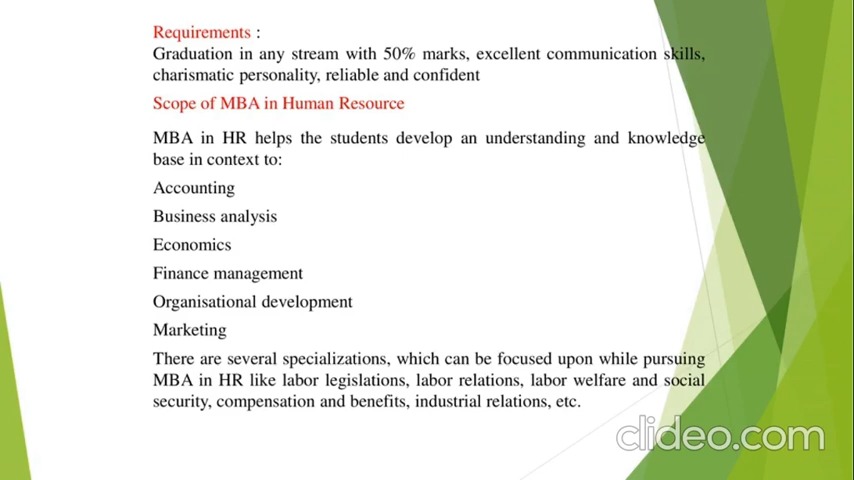 Requirements :
Graduation in any stream with 50% marks, excellent communication skills,
charismatic personality, reliable and confident
Scope of MBA in Human Resource
MBA in HR helps the students develop an understanding and knowledge
base in context to:
Accounting
Business analysis
Economics
Finance management
Organisational development
Marketing
There are several specializations, which can be focused upon while pursuing
MBA in HR like labor legislations, labor relations, labor welfare and social
security, compensation and benefits, industrial relations, etc.
clideo.com